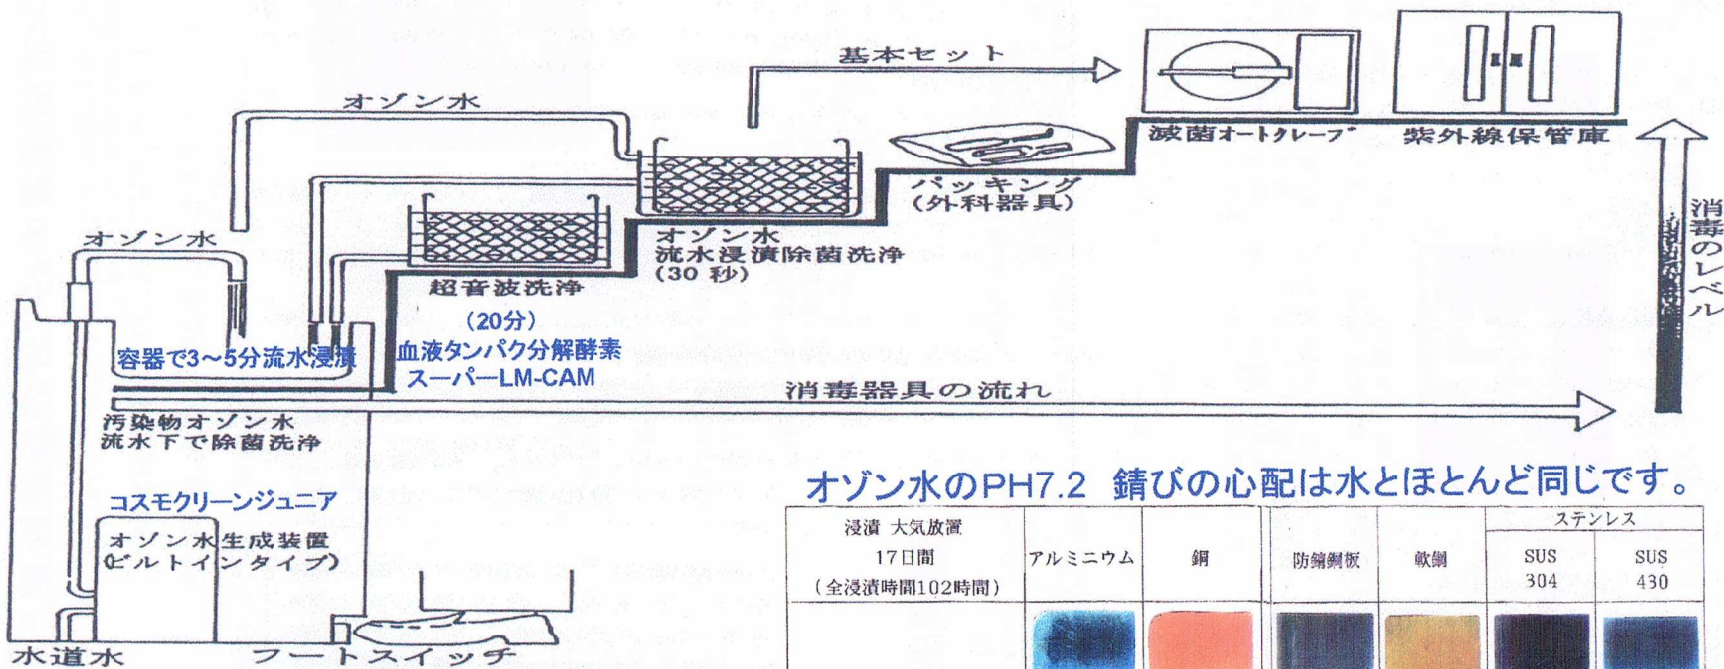 基本セット
オゾン水
滅菌オートクレーブ
紫外線保管庫
パッキング
(外科器具)
消毒のレベル
オゾン水
オゾン水
流水浸漬除菌洗浄
(30 秒)
超音波洗浄
(20分)
血液タンパク分解酵素
スーパーLM-CAM
容器で3～5分流水浸漬
消毒器具の流れ
汚染物オゾン水
流水下で除菌洗浄
コスモクリーンジュニア
オゾン水生成装置
(ビルトインタイプ)
水道水
フートスイッチ
オゾン水のPH7.2 錆びの心配は水とほとんど同じです。
浸漬 大気放置
17日間
(全浸漬時間102時間)
アルミニウム
銅
防錆鋼板
軟鋼
ステンレス
SUS
304
SUS
430